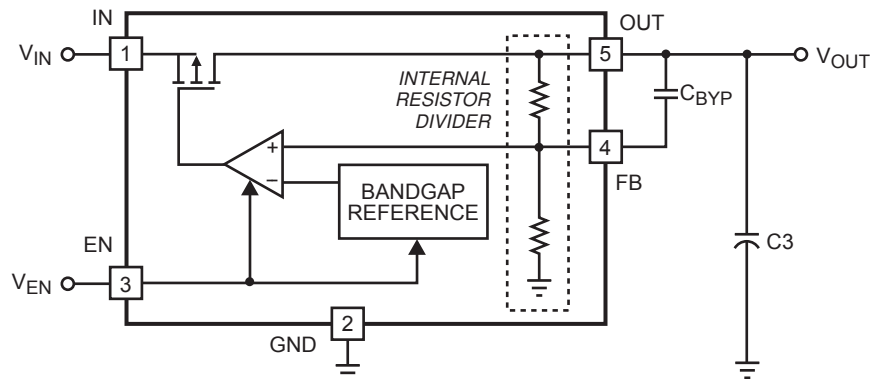 IN
OUT
V_IN
1
5
V_OUT
INTERNAL
RESISTOR
DIVIDER
C_BYP
+
4
−
FB
BANDGAP
REFERENCE
EN
C3
V_EN
3
2
GND